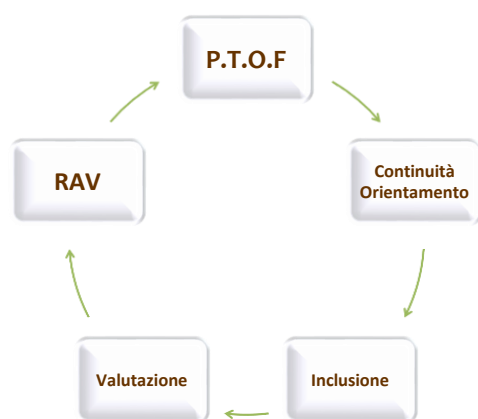 P.T.O.F
Continuità
Orientamento
Inclusione
Valutazione
RAV